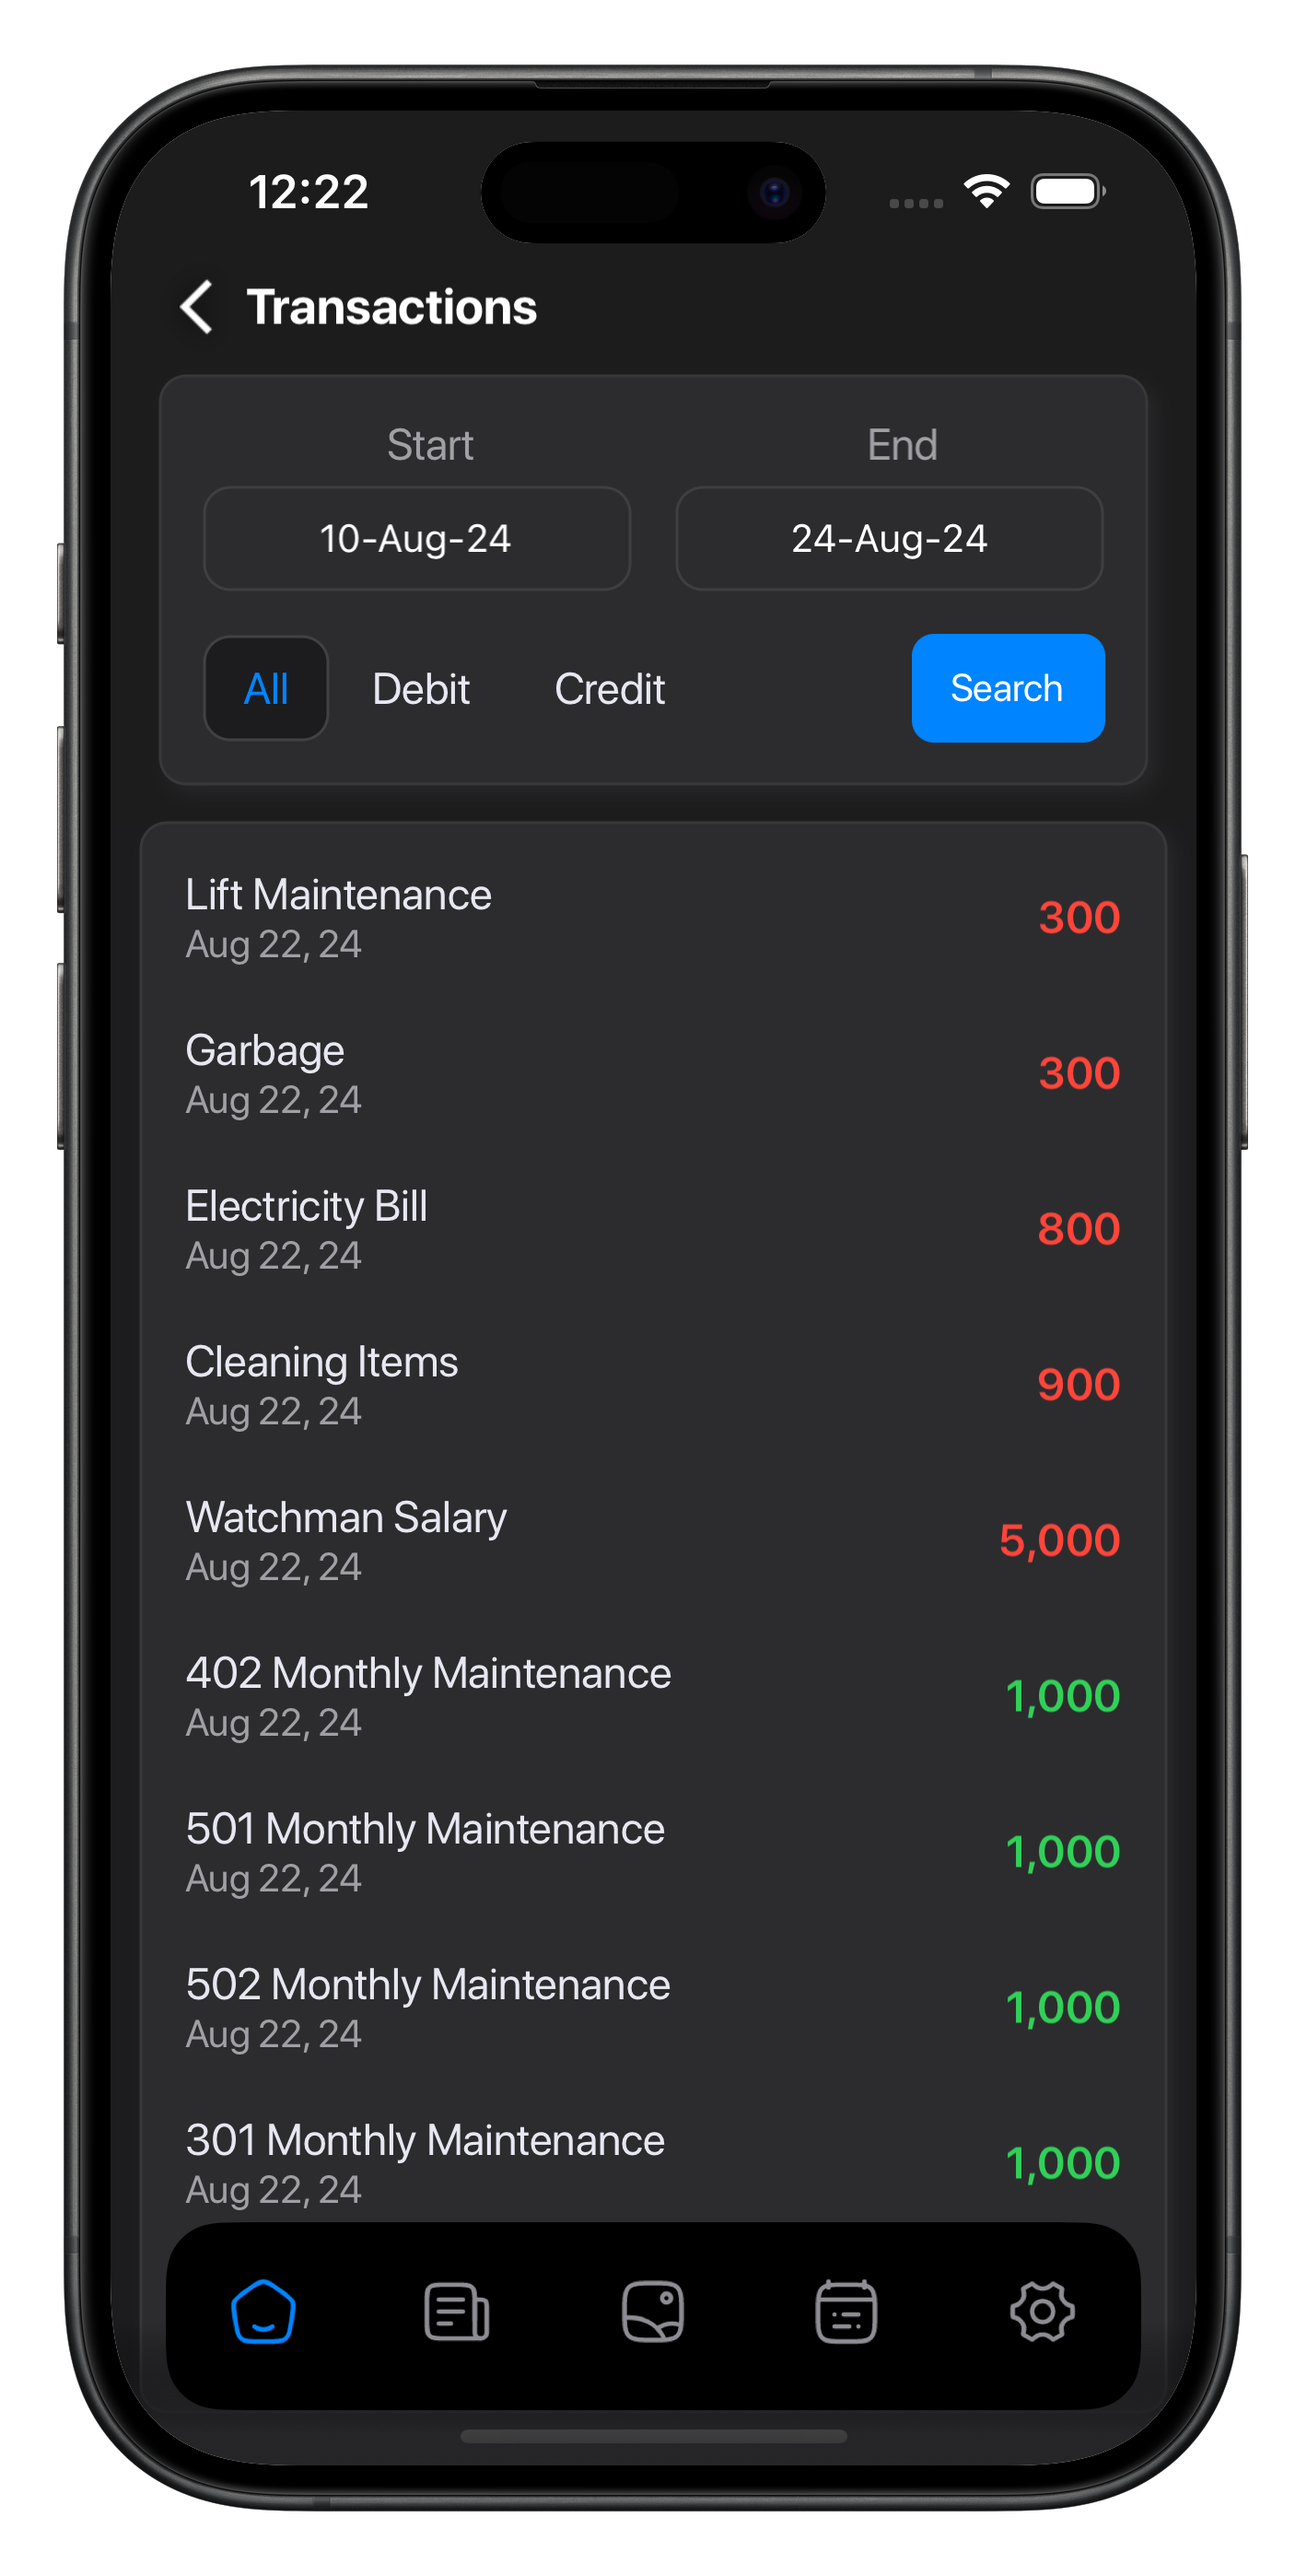 12:22
Transactions
Start
End
10-Aug-24
24-Aug-24
All
Debit
Credit
Search
Lift Maintenance
300
Aug 22, 24
Garbage
300
Aug 22, 24
Electricity Bill
800
Aug 22, 24
Cleaning Items
900
Aug 22, 24
Watchman Salary
5,000
Aug 22, 24
402 Monthly Maintenance
1,000
Aug 22, 24
501 Monthly Maintenance
1,000
Aug 22, 24
502 Monthly Maintenance
1,000
Aug 22, 24
301 Monthly Maintenance
1,000
Aug 22, 24